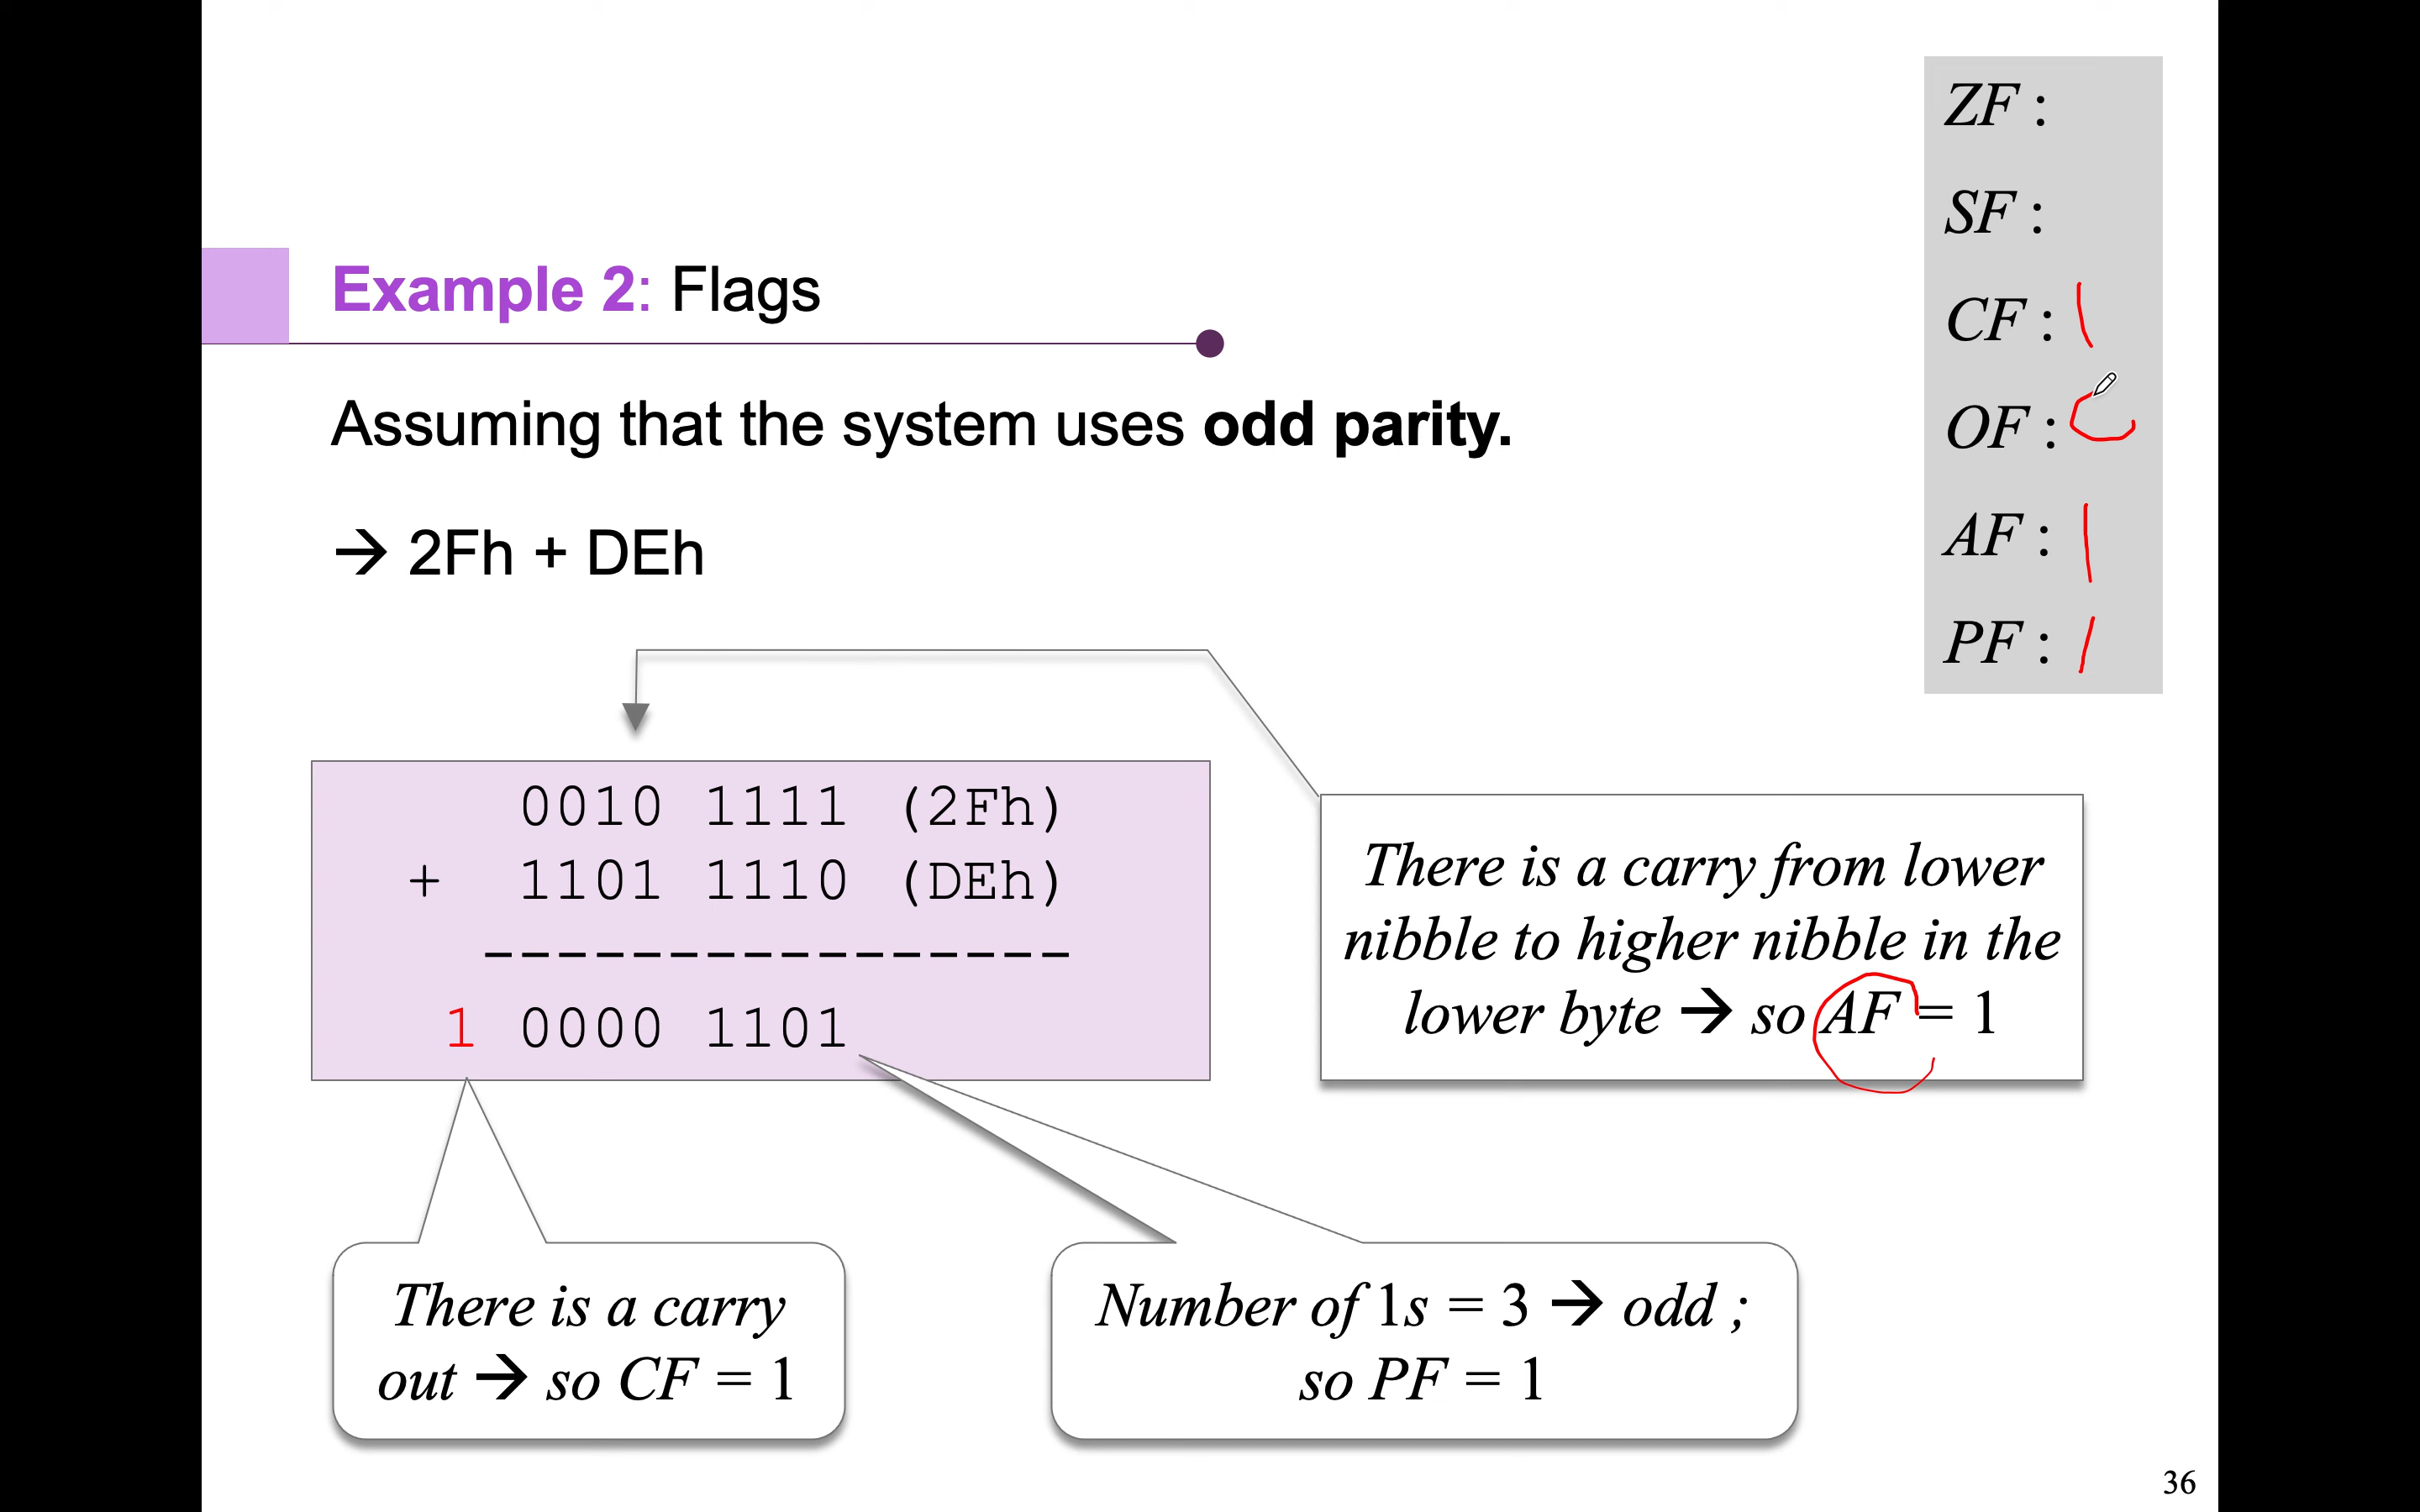 ZF :
SF :
CF : 1
OF :
AF : 1
PF : 1
Example 2: Flags
Assuming that the system uses odd parity.
→ 2Fh + DEh
0010 1111 (2Fh)
+ 1101 1110 (DEh)
----------------
1 0000 1101
There is a carry from lower
nibble to higher nibble in the
lower byte → so AF = 1
There is a carry
out → so CF = 1
Number of 1s = 3 → odd ;
so PF = 1
36